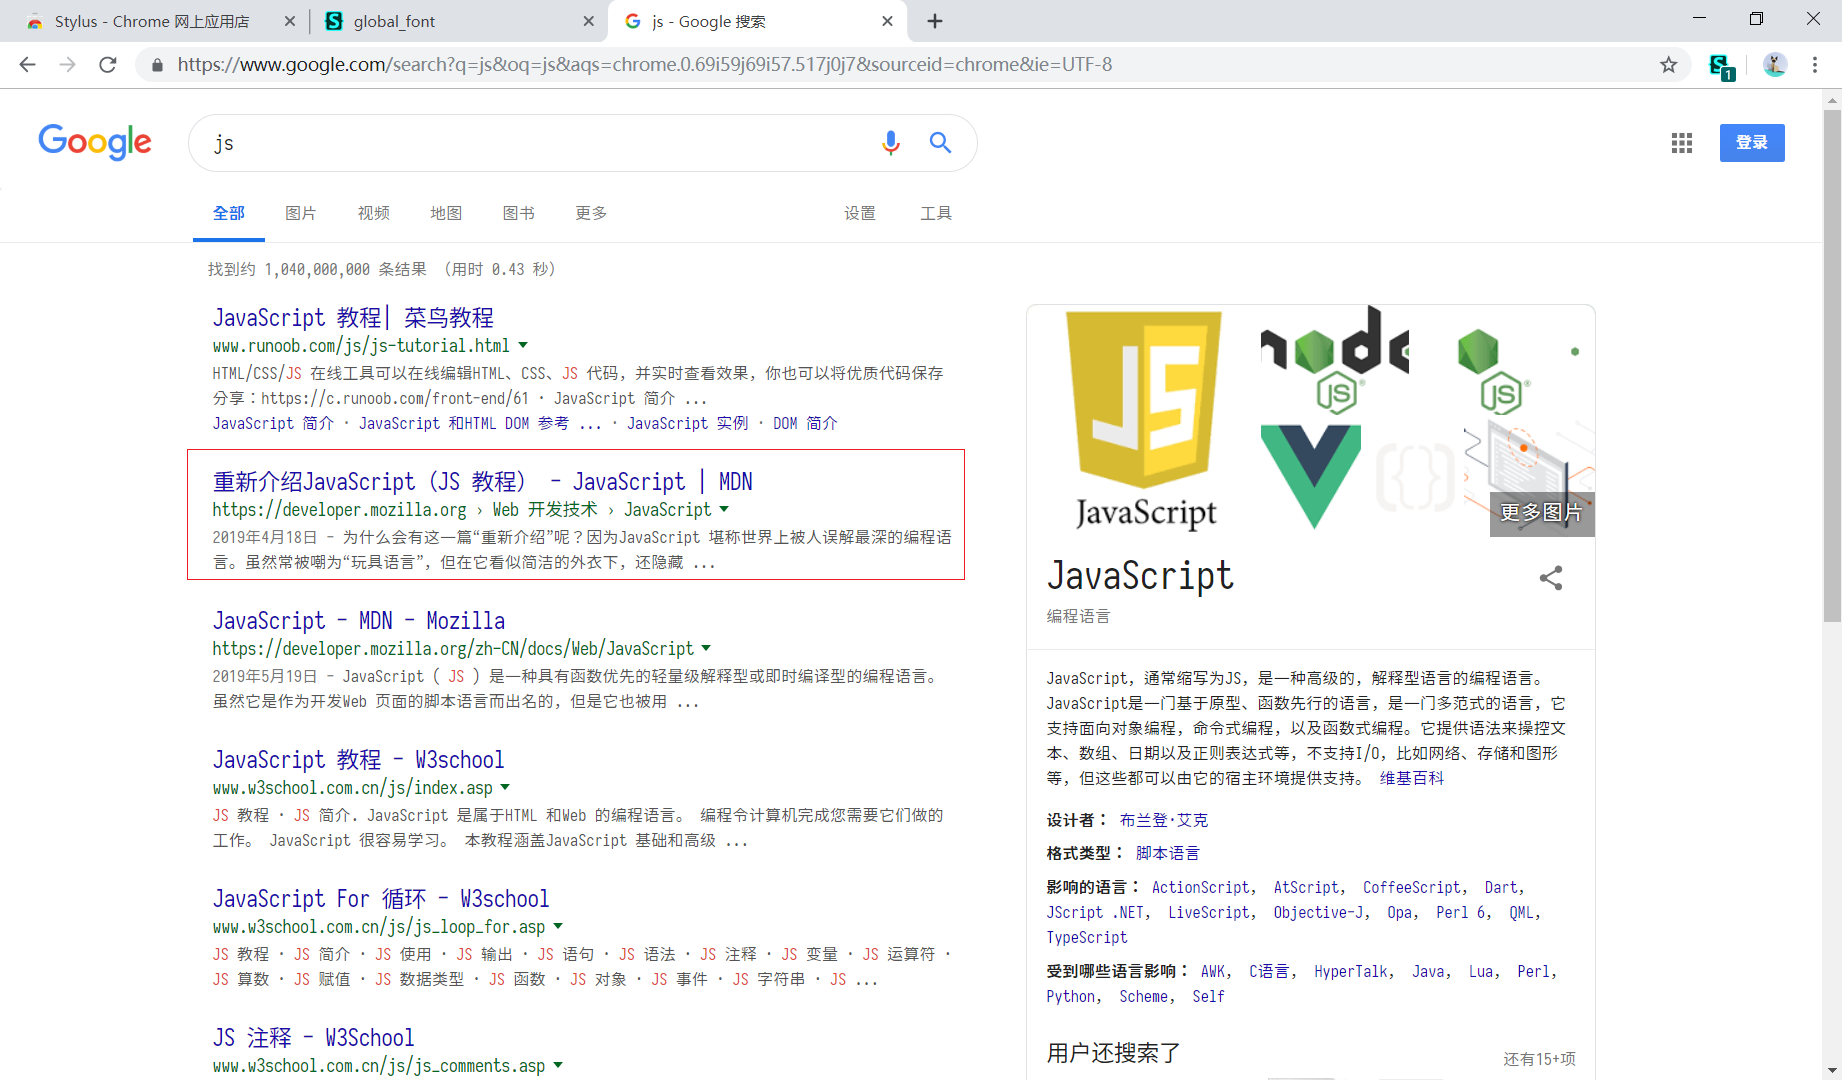 Stylus - Chrome 网上应用店
global_font
js - Google 搜索
https://www.google.com/search?q=js&oq=js&aqs=chrome.0.69i59j69i57.517j0j7&sourceid=chrome&ie=UTF-8
1
Google
js
登录
全部 图片 视频 地图 图书 更多 设置 工具
找到约 1,040,000,000 条结果 （用时 0.43 秒）
JavaScript 教程| 菜鸟教程
www.runoob.com/js/js-tutorial.html
HTML/CSS/JS 在线工具可以在线编辑HTML、CSS、JS 代码，并实时查看效果，你也可以将优质代码保存
分享：https://c.runoob.com/front-end/61 · JavaScript 简介 ...
JavaScript 简介 · JavaScript 和HTML DOM 参考 ... · JavaScript 实例 · DOM 简介
重新介绍JavaScript（JS 教程） - JavaScript | MDN
https://developer.mozilla.org › Web 开发技术 › JavaScript
2019年4月18日 - 为什么会有这一篇“重新介绍”呢？因为JavaScript 堪称世界上被人误解最深的编程语
言。虽然常被嘲为“玩具语言”，但在它看似简洁的外衣下，还隐藏 ...
JavaScript - MDN - Mozilla
https://developer.mozilla.org/zh-CN/docs/Web/JavaScript
2019年5月19日 - JavaScript ( JS ) 是一种具有函数优先的轻量级解释型或即时编译型的编程语言。
虽然它是作为开发Web 页面的脚本语言而出名的，但是它也被用 ...
JavaScript 教程 - W3school
www.w3school.com.cn/js/index.asp
JS 教程 · JS 简介. JavaScript 是属于HTML 和Web 的编程语言。 编程令计算机完成您需要它们做的
工作。 JavaScript 很容易学习。 本教程涵盖JavaScript 基础和高级 ...
JavaScript For 循环 - W3school
www.w3school.com.cn/js/js_loop_for.asp
JS 教程 · JS 简介 · JS 使用 · JS 输出 · JS 语句 · JS 语法 · JS 注释 · JS 变量 · JS 运算符 ·
JS 算数 · JS 赋值 · JS 数据类型 · JS 函数 · JS 对象 · JS 事件 · JS 字符串 · JS ...
JS 注释 - W3School
www.w3school.com.cn/js/js_comments.asp
JS
JavaScript
node
JS
JS
更多图片
JavaScript
编程语言
JavaScript，通常缩写为JS，是一种高级的，解释型语言的编程语言。
JavaScript是一门基于原型、函数先行的语言，是一门多范式的语言，它
支持面向对象编程，命令式编程，以及函数式编程。它提供语法来操控文
本、数组、日期以及正则表达式等，不支持I/O，比如网络、存储和图形
等，但这些都可以由它的宿主环境提供支持。 维基百科
设计者： 布兰登·艾克
格式类型： 脚本语言
影响的语言： ActionScript， AtScript， CoffeeScript， Dart，
JScript .NET， LiveScript， Objective-J， Opa， Perl 6， QML，
TypeScript
受到哪些语言影响： AWK， C语言， HyperTalk， Java， Lua， Perl，
Python， Scheme， Self
用户还搜索了
还有15+项